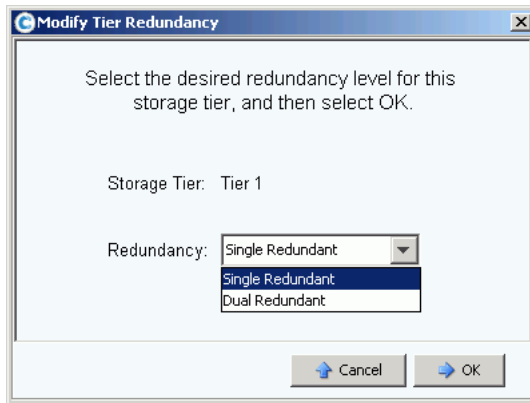 Modify Tier Redundancy
Select the desired redundancy level for this
storage tier, and then select OK.
Storage Tier: Tier 1
Redundancy: Single Redundant
Single Redundant
Dual Redundant
Cancel OK